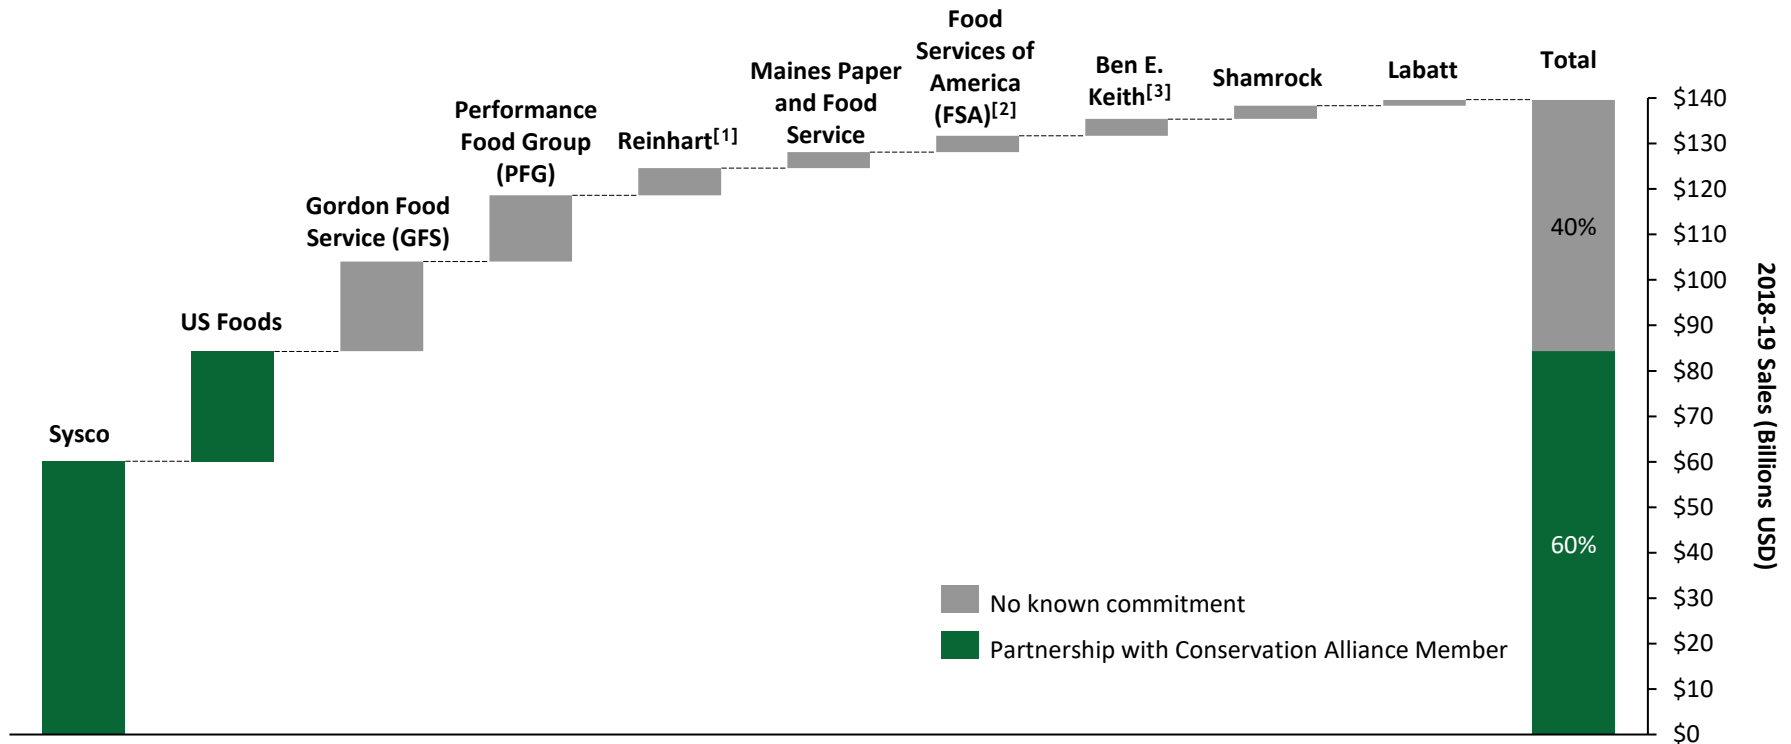 Sysco
US Foods
Gordon Food
Service (GFS)
Performance
Food Group
(PFG)
Reinhart[1]
Maines Paper
and Food
Service
Food
Services of
America
(FSA)[2]
Ben E.
Keith[3]
Shamrock
Labatt
Total
40%
60%
No known commitment
Partnership with Conservation Alliance Member
$140
$130
$120
$110
$100
$90
$80
$70
$60
$50
$40
$30
$20
$10
$0
2018-19 Sales (Billions USD)